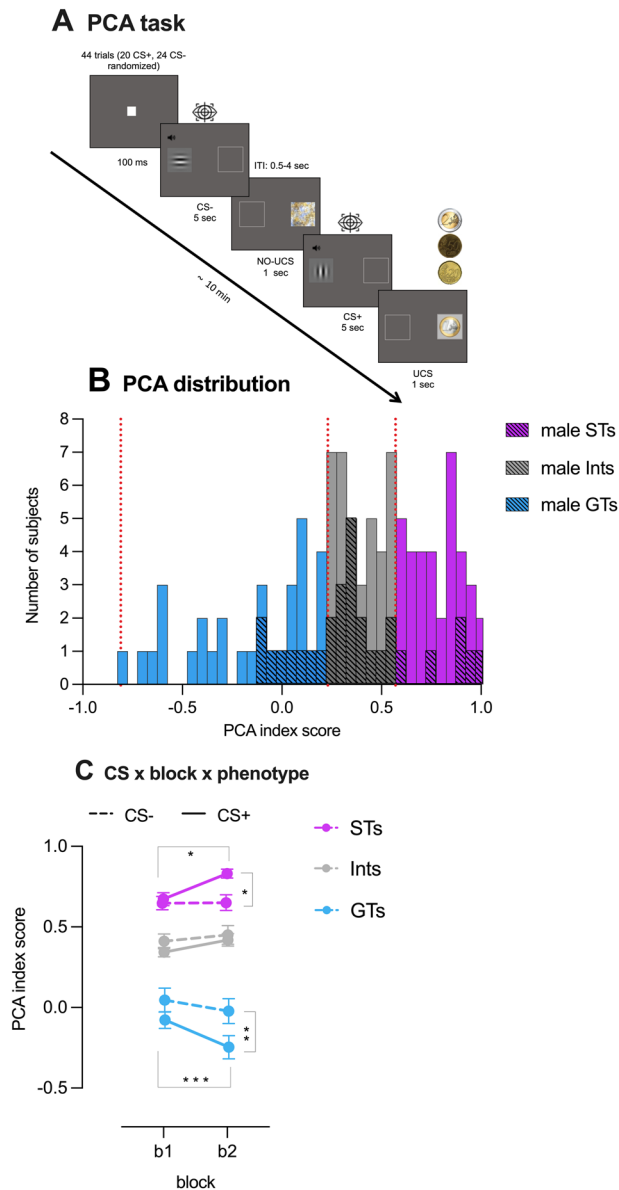 A PCA task
44 trials (20 CS+, 24 CS-
randomized)
100 ms
CS-
5 sec
ITI: 0.5-4 sec
NO-UCS
1 sec
CS+
5 sec
UCS
1 sec
~ 10 min
B PCA distribution
8
7
6
5
4
3
2
1
0
Number of subjects
-1.0 -0.5 0.0 0.5 1.0
PCA index score
male STs
male Ints
male GTs
C CS x block x phenotype
CS- CS+
STs
Ints
GTs
1.0
0.5
0.0
-0.5
PCA index score
*
*
**
***
b1 b2
block